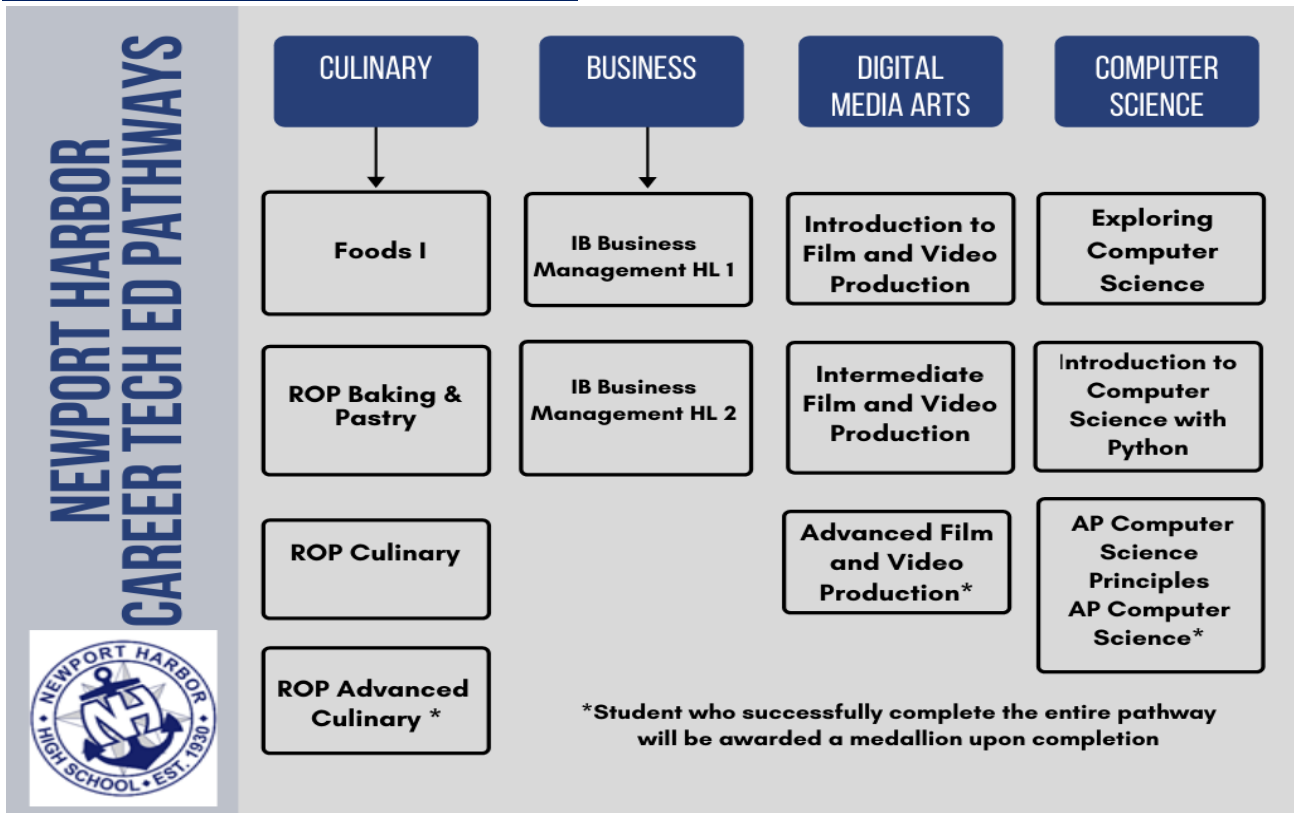 NEWPORT HARBOR
CAREER TECH ED PATHWAYS
NEWPORT HARBOR
HIGH SCHOOL • EST. 1930
NH
CULINARY
Foods I
ROP Baking &
Pastry
ROP Culinary
ROP Advanced
Culinary *
BUSINESS
IB Business
Management HL 1
IB Business
Management HL 2
DIGITAL
MEDIA ARTS
Introduction to
Film and Video
Production
Intermediate
Film and Video
Production
Advanced Film
and Video
Production*
COMPUTER
SCIENCE
Exploring
Computer
Science
Introduction to
Computer
Science with
Python
AP Computer
Science
Principles
AP Computer
Science*
*Student who successfully complete the entire pathway
will be awarded a medallion upon completion